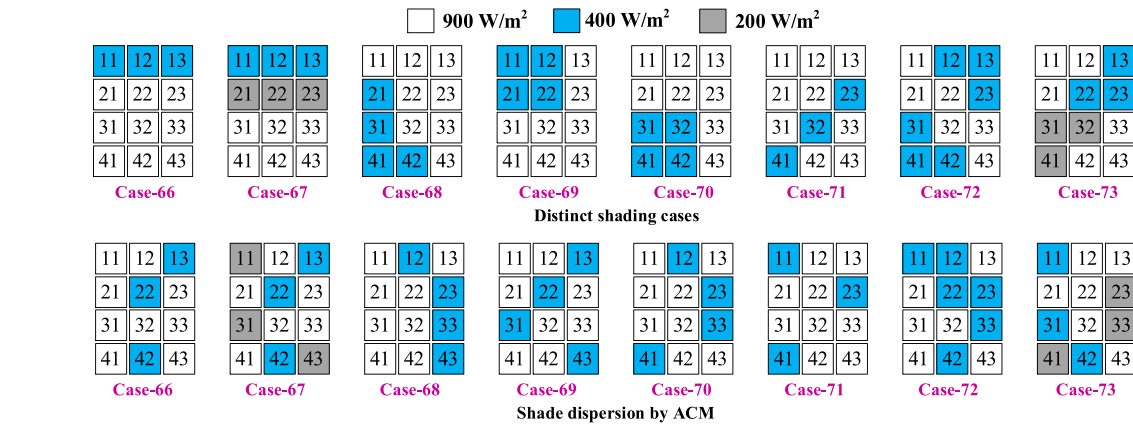 900 W/m² 400 W/m² 200 W/m²
11 12 13 11 12 13 11 12 13 11 12 13 11 12 13 11 12 13 11 12 13 11 12 13
21 22 23 21 22 23 21 22 23 21 22 23 21 22 23 21 22 23 21 22 23 21 22 23
31 32 33 31 32 33 31 32 33 31 32 33 31 32 33 31 32 33 31 32 33 31 32 33
41 42 43 41 42 43 41 42 43 41 42 43 41 42 43 41 42 43 41 42 43 41 42 43
Case-66 Case-67 Case-68 Case-69 Case-70 Case-71 Case-72 Case-73
Distinct shading cases
11 12 13 11 12 13 11 12 13 11 12 13 11 12 13 11 12 13 11 12 13 11 12 13
21 22 23 21 22 23 21 22 23 21 22 23 21 22 23 21 22 23 21 22 23 21 22 23
31 32 33 31 32 33 31 32 33 31 32 33 31 32 33 31 32 33 31 32 33 31 32 33
41 42 43 41 42 43 41 42 43 41 42 43 41 42 43 41 42 43 41 42 43 41 42 43
Case-66 Case-67 Case-68 Case-69 Case-70 Case-71 Case-72 Case-73
Shade dispersion by ACM